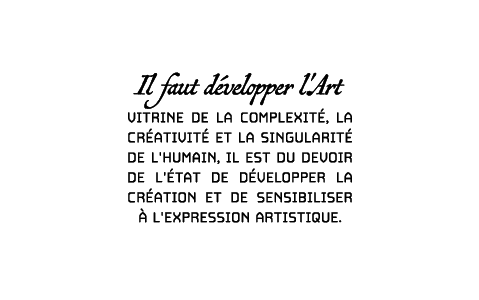 Il faut développer l'Art
VITRINE DE LA COMPLEXITÉ, LA
CRÉATIVITÉ ET LA SINGULARITÉ
DE L'HUMAIN, IL EST DU DEVOIR
DE L'ÉTAT DE DÉVELOPPER LA
CRÉATION ET DE SENSIBILISER
À L'EXPRESSION ARTISTIQUE.